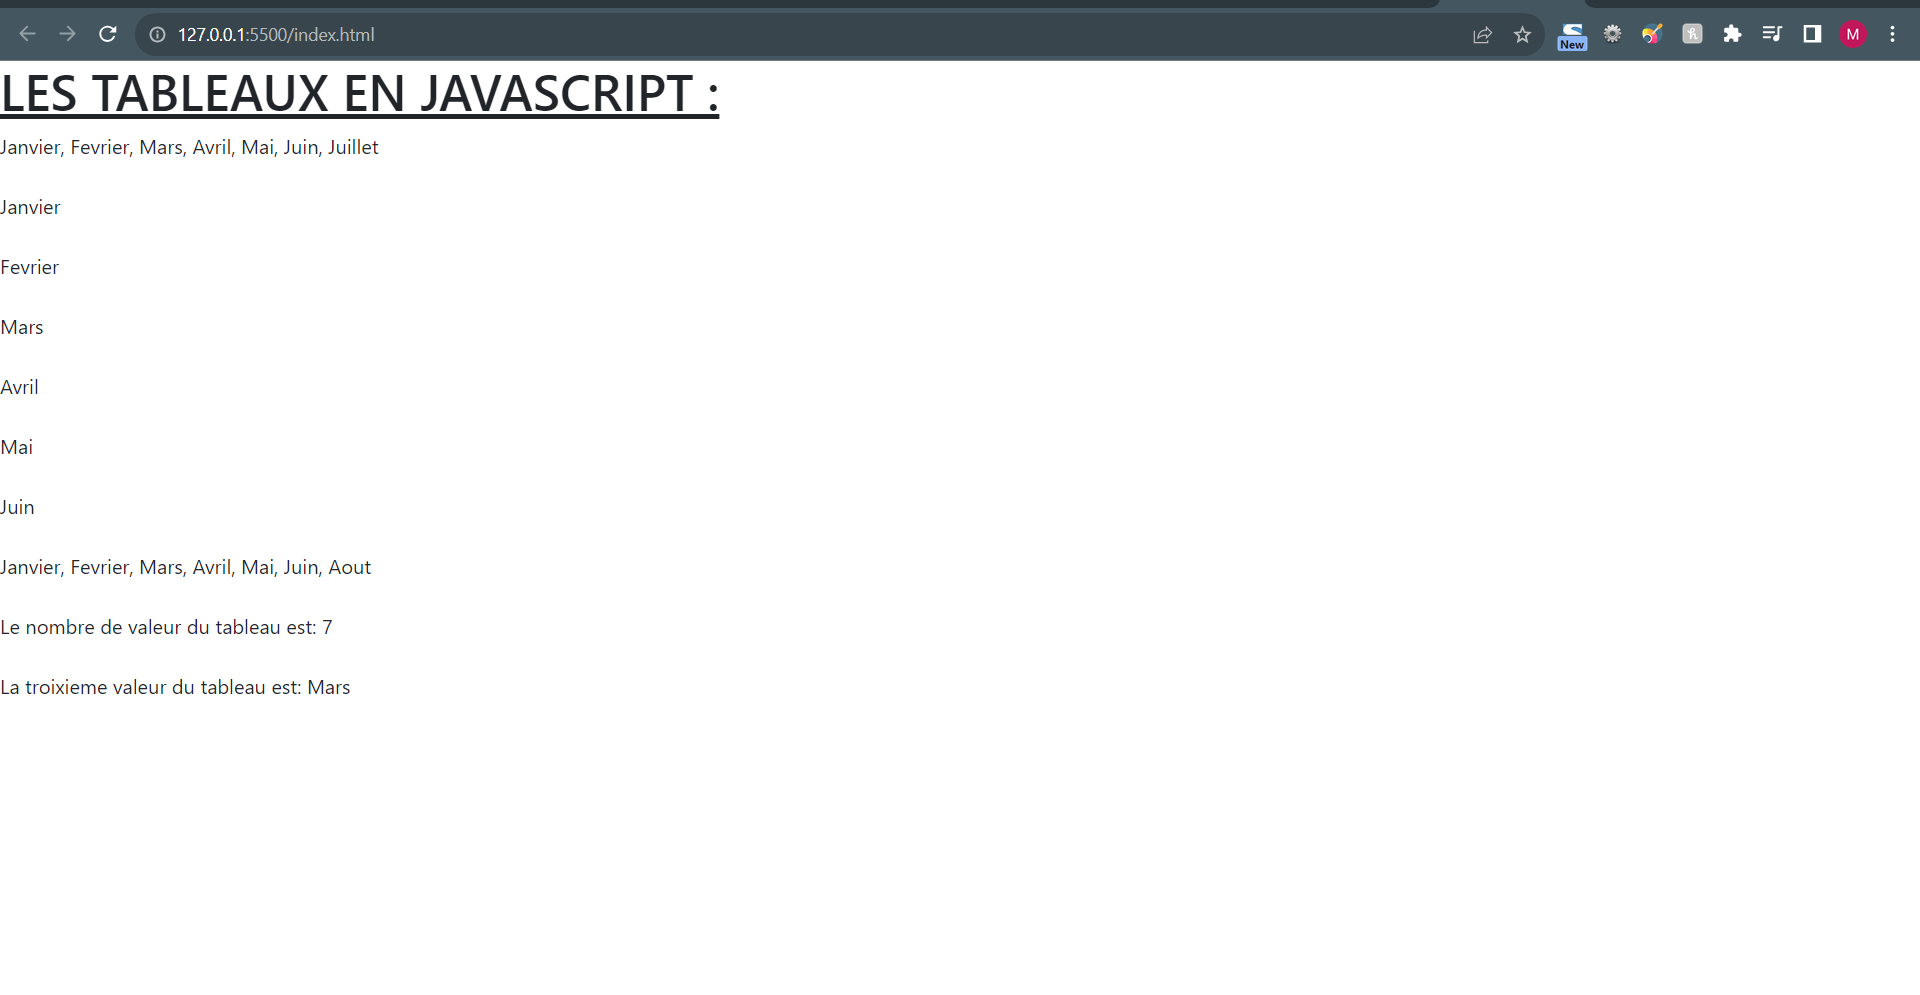 127.0.0.1:5500/index.html
New
M
LES TABLEAUX EN JAVASCRIPT :
Janvier, Fevrier, Mars, Avril, Mai, Juin, Juillet
Janvier
Fevrier
Mars
Avril
Mai
Juin
Janvier, Fevrier, Mars, Avril, Mai, Juin, Aout
Le nombre de valeur du tableau est: 7
La troixieme valeur du tableau est: Mars